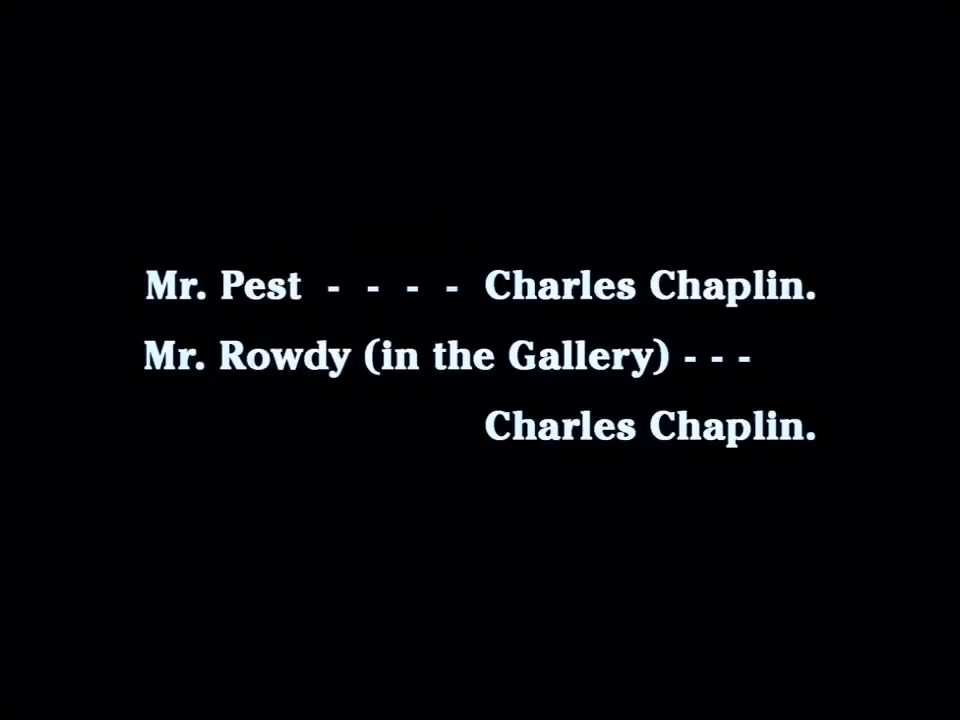 Mr. Pest - - - - Charles Chaplin.
Mr. Rowdy (in the Gallery) - - -
Charles Chaplin.